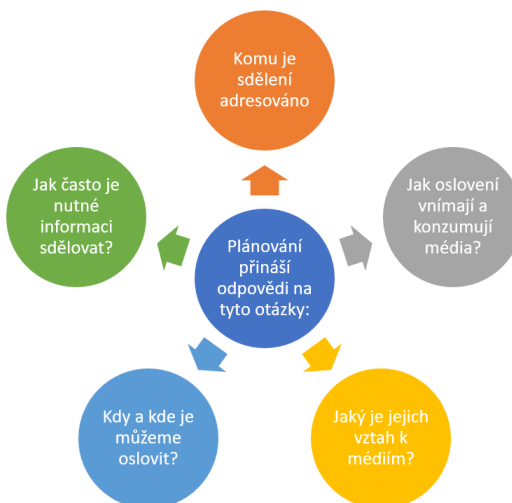 Komu je
sdělení
adresováno
Jak často je
nutné
informaci
sdělovat?
Jak oslovení
vnímají a
konzumují
média?
Plánování
přináší
odpovědi na
tyto otázky:
Kdy a kde je
můžeme
oslovit?
Jaký je jejich
vztah k
médiím?